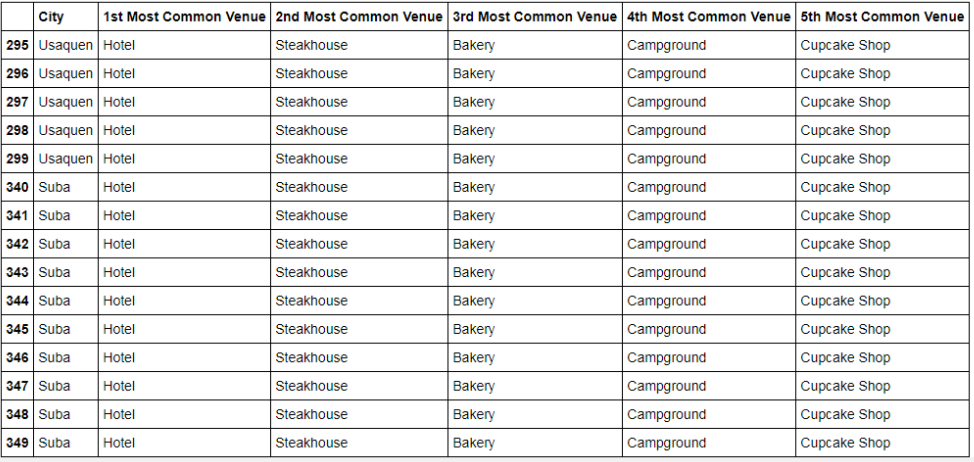 City 1st Most Common Venue 2nd Most Common Venue 3rd Most Common Venue 4th Most Common Venue 5th Most Common Venue
295 Usaquen Hotel Steakhouse Bakery Campground Cupcake Shop
296 Usaquen Hotel Steakhouse Bakery Campground Cupcake Shop
297 Usaquen Hotel Steakhouse Bakery Campground Cupcake Shop
298 Usaquen Hotel Steakhouse Bakery Campground Cupcake Shop
299 Usaquen Hotel Steakhouse Bakery Campground Cupcake Shop
340 Suba Hotel Steakhouse Bakery Campground Cupcake Shop
341 Suba Hotel Steakhouse Bakery Campground Cupcake Shop
342 Suba Hotel Steakhouse Bakery Campground Cupcake Shop
343 Suba Hotel Steakhouse Bakery Campground Cupcake Shop
344 Suba Hotel Steakhouse Bakery Campground Cupcake Shop
345 Suba Hotel Steakhouse Bakery Campground Cupcake Shop
346 Suba Hotel Steakhouse Bakery Campground Cupcake Shop
347 Suba Hotel Steakhouse Bakery Campground Cupcake Shop
348 Suba Hotel Steakhouse Bakery Campground Cupcake Shop
349 Suba Hotel Steakhouse Bakery Campground Cupcake Shop